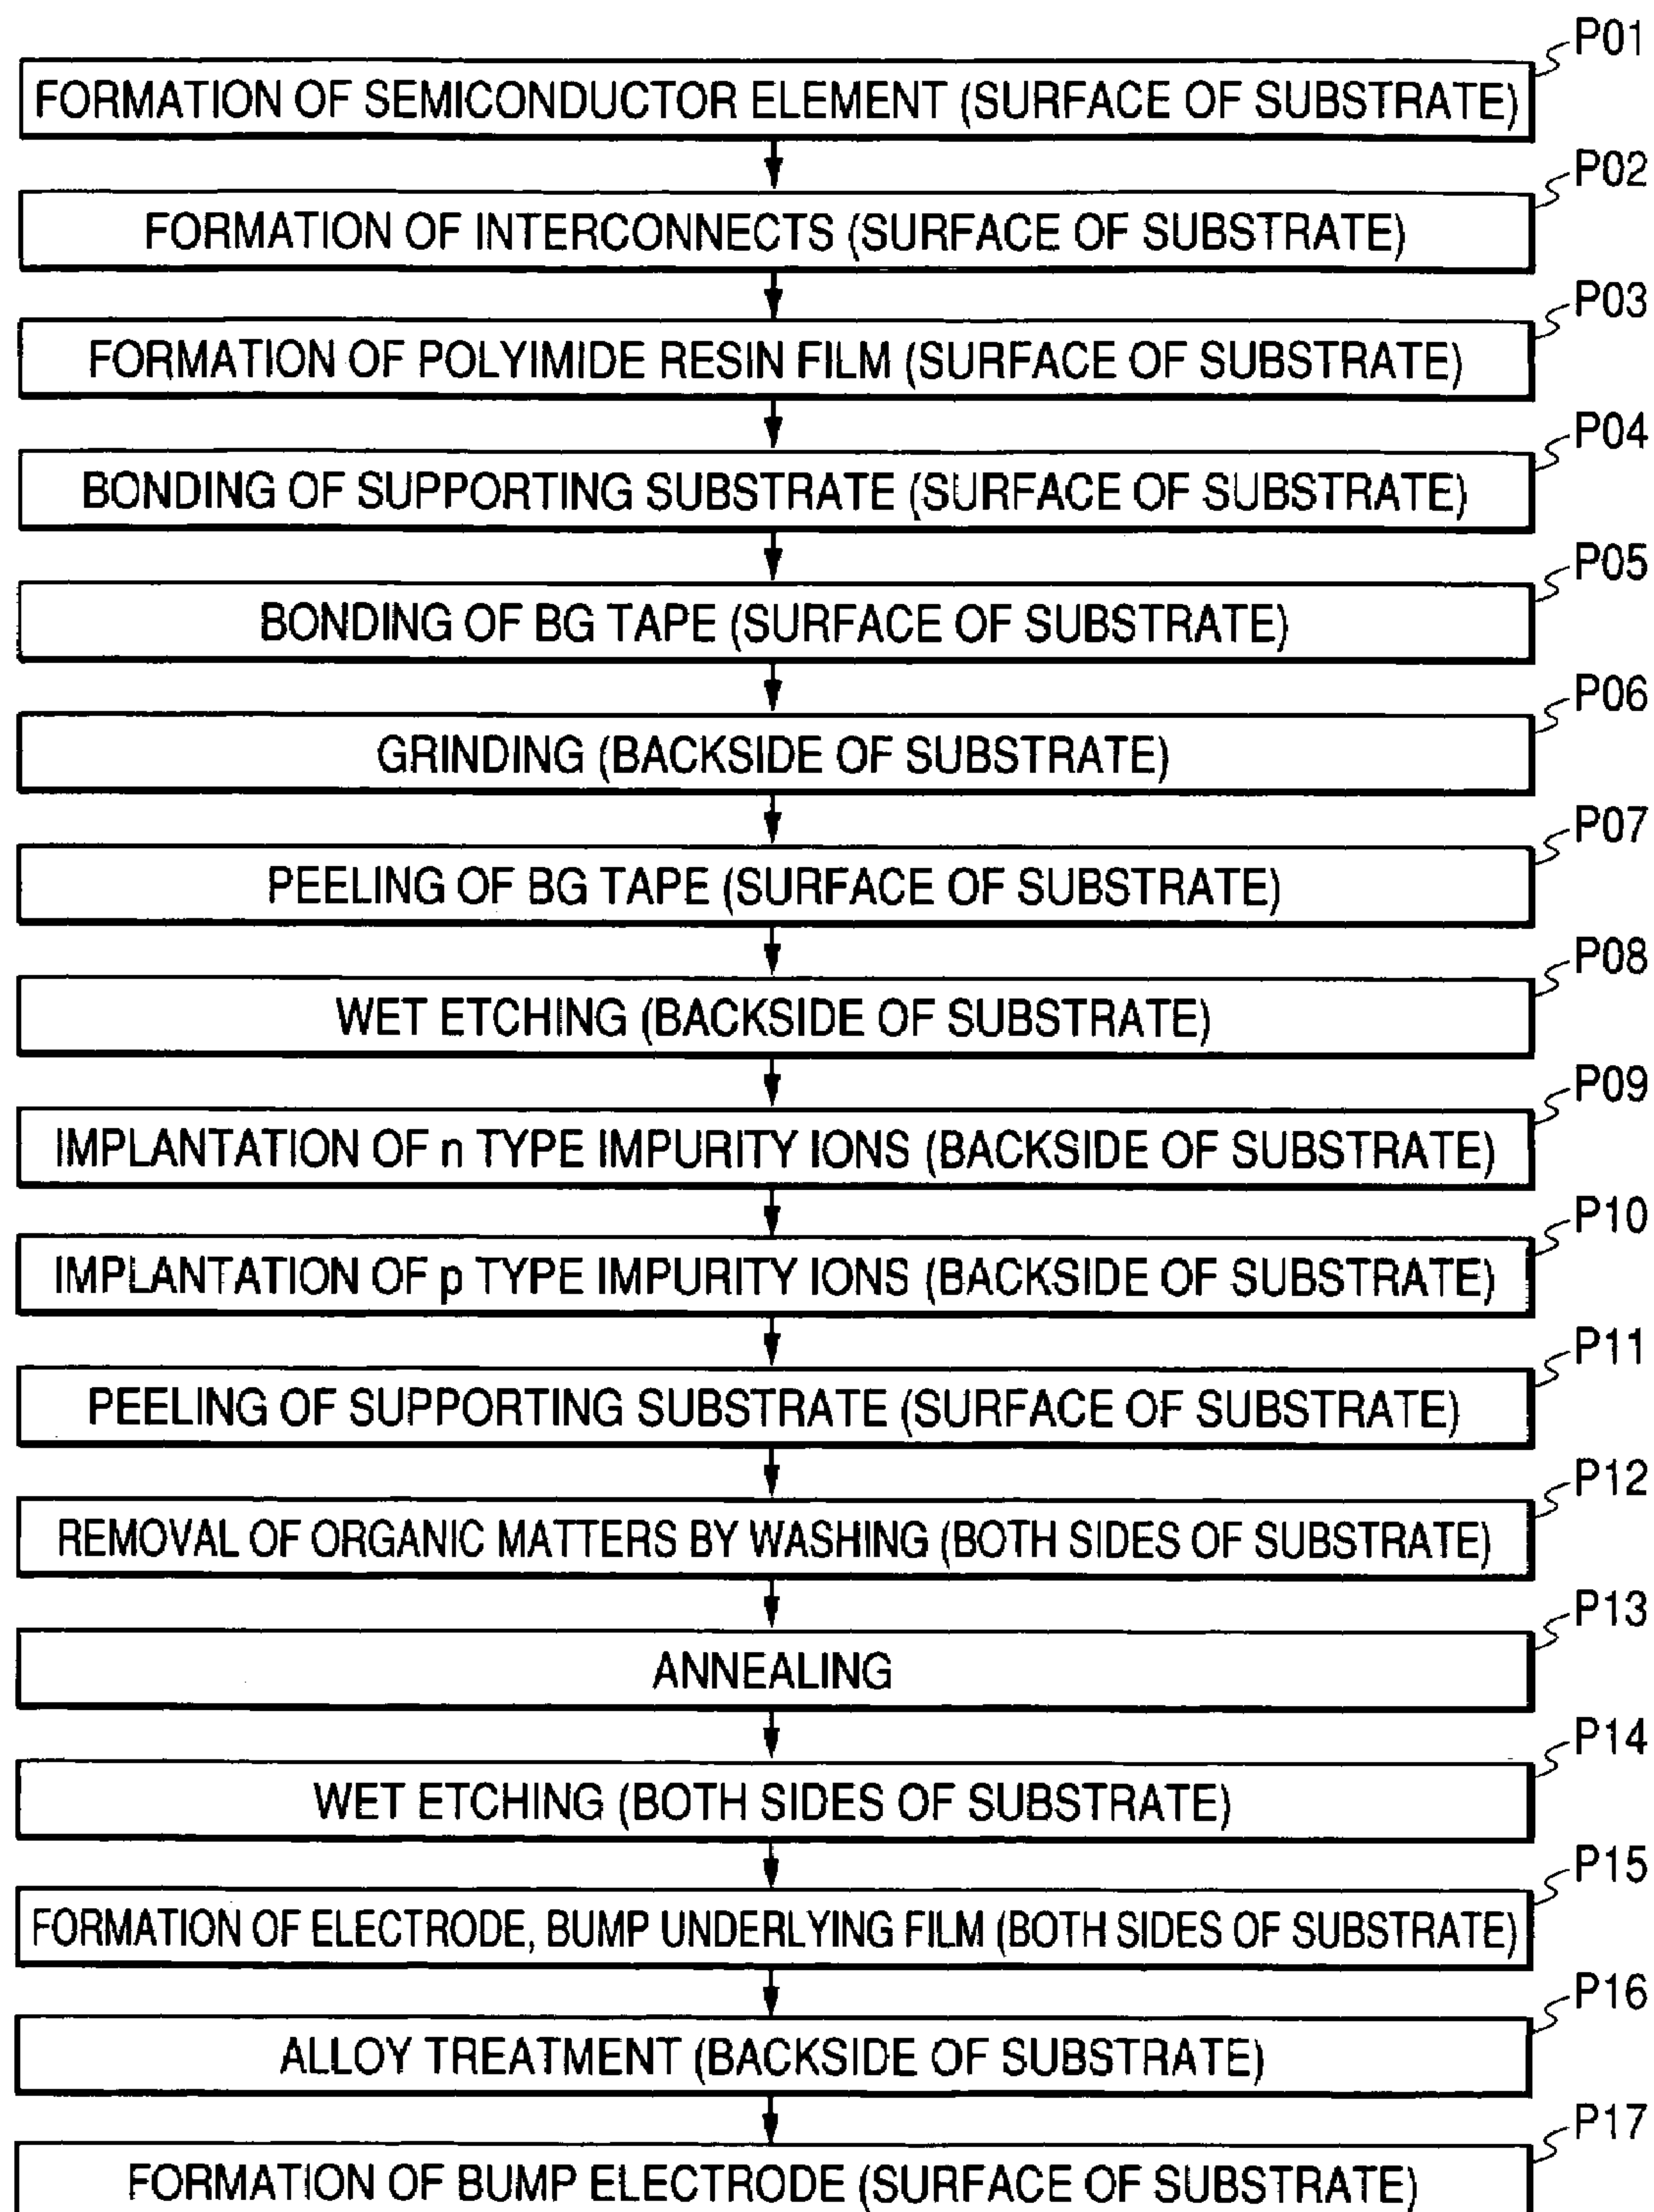 P01
FORMATION OF SEMICONDUCTOR ELEMENT (SURFACE OF SUBSTRATE)
P02
FORMATION OF INTERCONNECTS (SURFACE OF SUBSTRATE)
P03
FORMATION OF POLYIMIDE RESIN FILM (SURFACE OF SUBSTRATE)
P04
BONDING OF SUPPORTING SUBSTRATE (SURFACE OF SUBSTRATE)
P05
BONDING OF BG TAPE (SURFACE OF SUBSTRATE)
P06
GRINDING (BACKSIDE OF SUBSTRATE)
P07
PEELING OF BG TAPE (SURFACE OF SUBSTRATE)
P08
WET ETCHING (BACKSIDE OF SUBSTRATE)
P09
IMPLANTATION OF n TYPE IMPURITY IONS (BACKSIDE OF SUBSTRATE)
P10
IMPLANTATION OF p TYPE IMPURITY IONS (BACKSIDE OF SUBSTRATE)
P11
PEELING OF SUPPORTING SUBSTRATE (SURFACE OF SUBSTRATE)
P12
REMOVAL OF ORGANIC MATTERS BY WASHING (BOTH SIDES OF SUBSTRATE)
P13
ANNEALING
P14
WET ETCHING (BOTH SIDES OF SUBSTRATE)
P15
FORMATION OF ELECTRODE, BUMP UNDERLYING FILM (BOTH SIDES OF SUBSTRATE)
P16
ALLOY TREATMENT (BACKSIDE OF SUBSTRATE)
P17
FORMATION OF BUMP ELECTRODE (SURFACE OF SUBSTRATE)